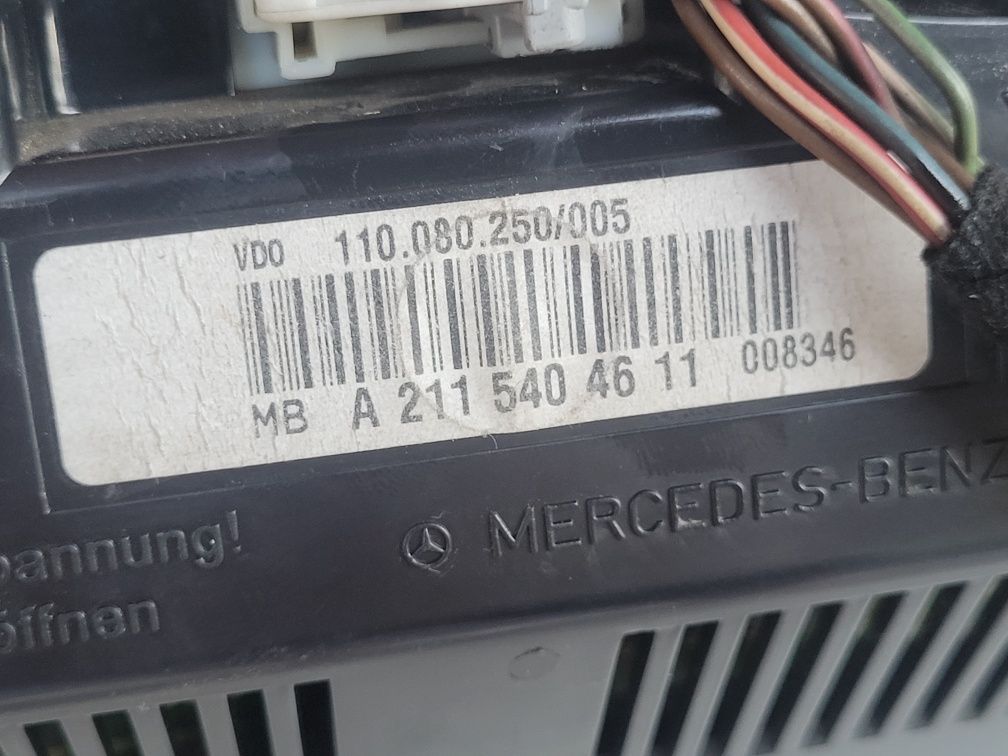 VDO 110.080.250/005
MB A 211 540 46 11 008346
MERCEDES-BENZ
pannung!
öffnen